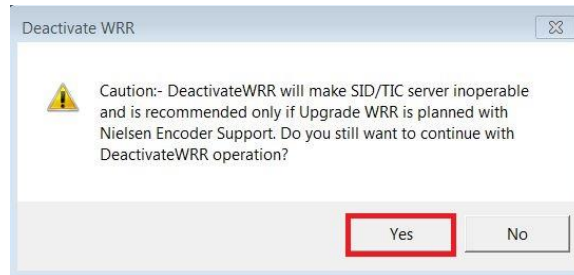 Deactivate WRR
Caution:- DeactivateWRR will make SID/TIC server inoperable
and is recommended only if Upgrade WRR is planned with
Nielsen Encoder Support. Do you still want to continue with
DeactivateWRR operation?
Yes
No